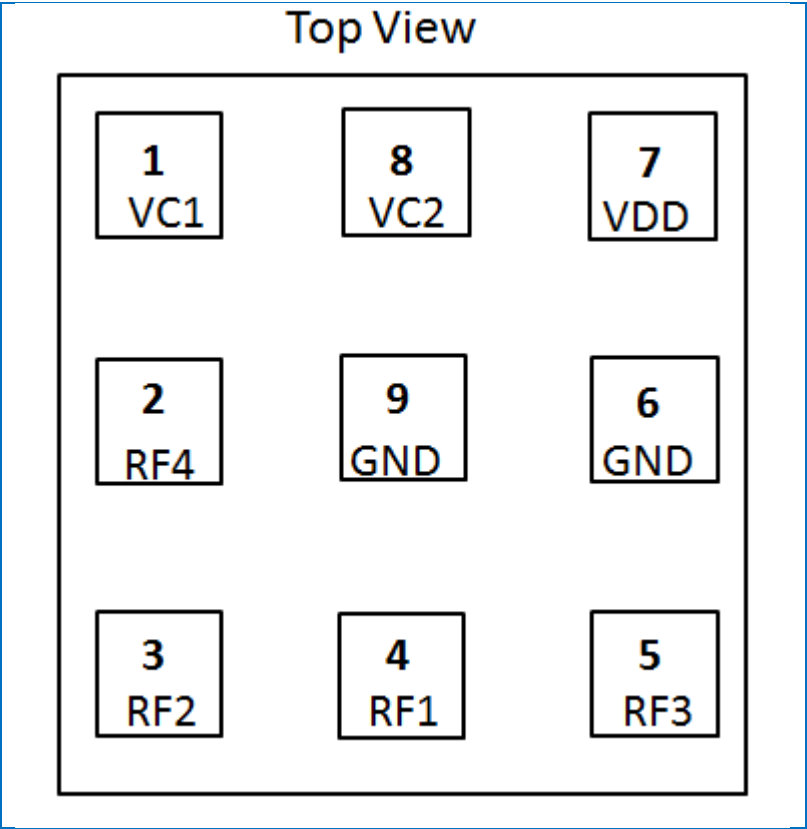 Top View
1 8 7
VC1 VC2 VDD
2 9 6
RF4 GND GND
3 4 5
RF2 RF1 RF3